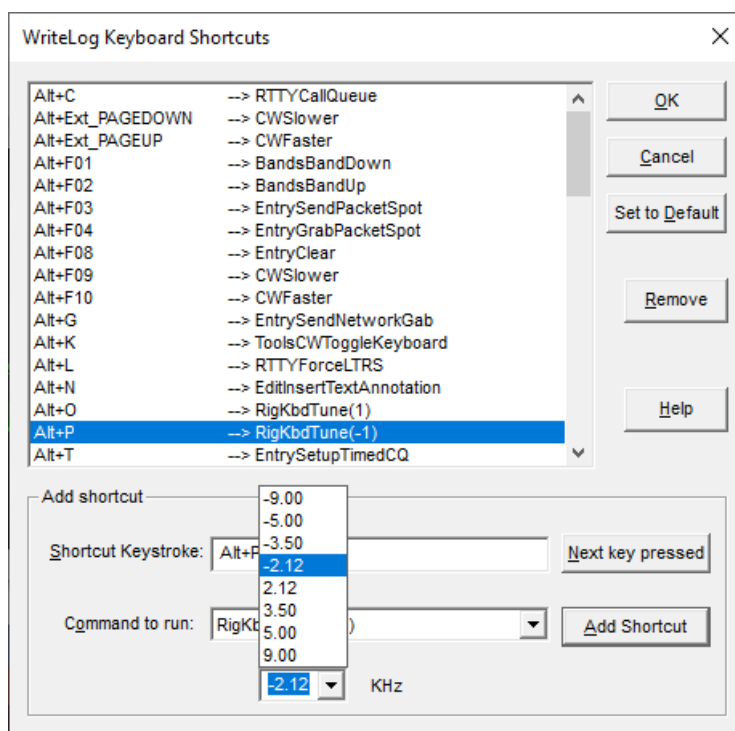 WriteLog Keyboard Shortcuts
Alt+C --> RTTYCallQueue
Alt+Ext_PAGEDOWN --> CWSlower
Alt+Ext_PAGEUP --> CWFaster
Alt+F01 --> BandsBandDown
Alt+F02 --> BandsBandUp
Alt+F03 --> EntrySendPacketSpot
Alt+F04 --> EntryGrabPacketSpot
Alt+F08 --> EntryClear
Alt+F09 --> CWSlower
Alt+F10 --> CWFaster
Alt+G --> EntrySendNetworkGab
Alt+K --> ToolsCWToggleKeyboard
Alt+L --> RTTYForceLTRS
Alt+N --> EditInsertTextAnnotation
Alt+O --> RigKbdTune(1)
Alt+P --> RigKbdTune(-1)
Alt+T --> EntrySetupTimedCQ
OK
Cancel
Set to Default
Remove
Help
Add shortcut
Shortcut Keystroke: Alt+P
Next key pressed
-9.00
-5.00
-3.50
-2.12
2.12
3.50
5.00
9.00
Command to run: RigKb )
Add Shortcut
-2.12 KHz